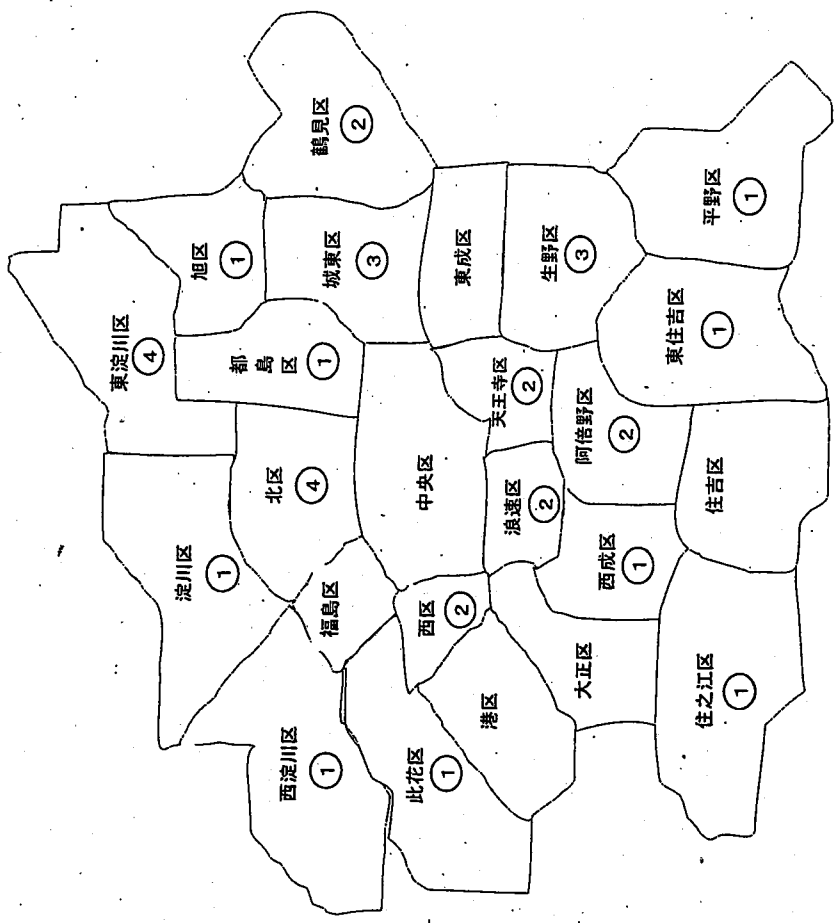 東淀川区
④
旭区
①
鶴見区
②
淀川区
①
都島区
①
城東区
③
北区
④
西淀川区
①
福島区
東成区
此花区
①
西区
②
中央区
天王寺区
②
生野区
③
港区
浪速区
②
大正区
西成区
①
阿倍野区
②
東住吉区
①
平野区
①
住之江区
①
住吉区